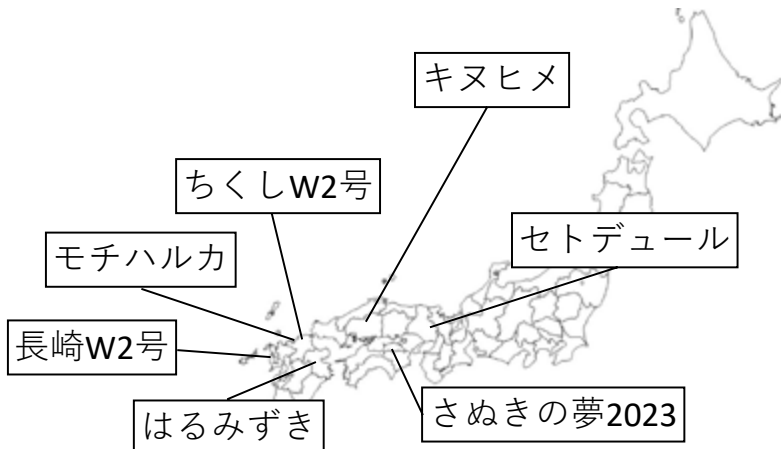 キヌヒメ
ちくしW2号
セトデュール
モチハルカ
長崎W2号
はるみずき
さぬきの夢2023